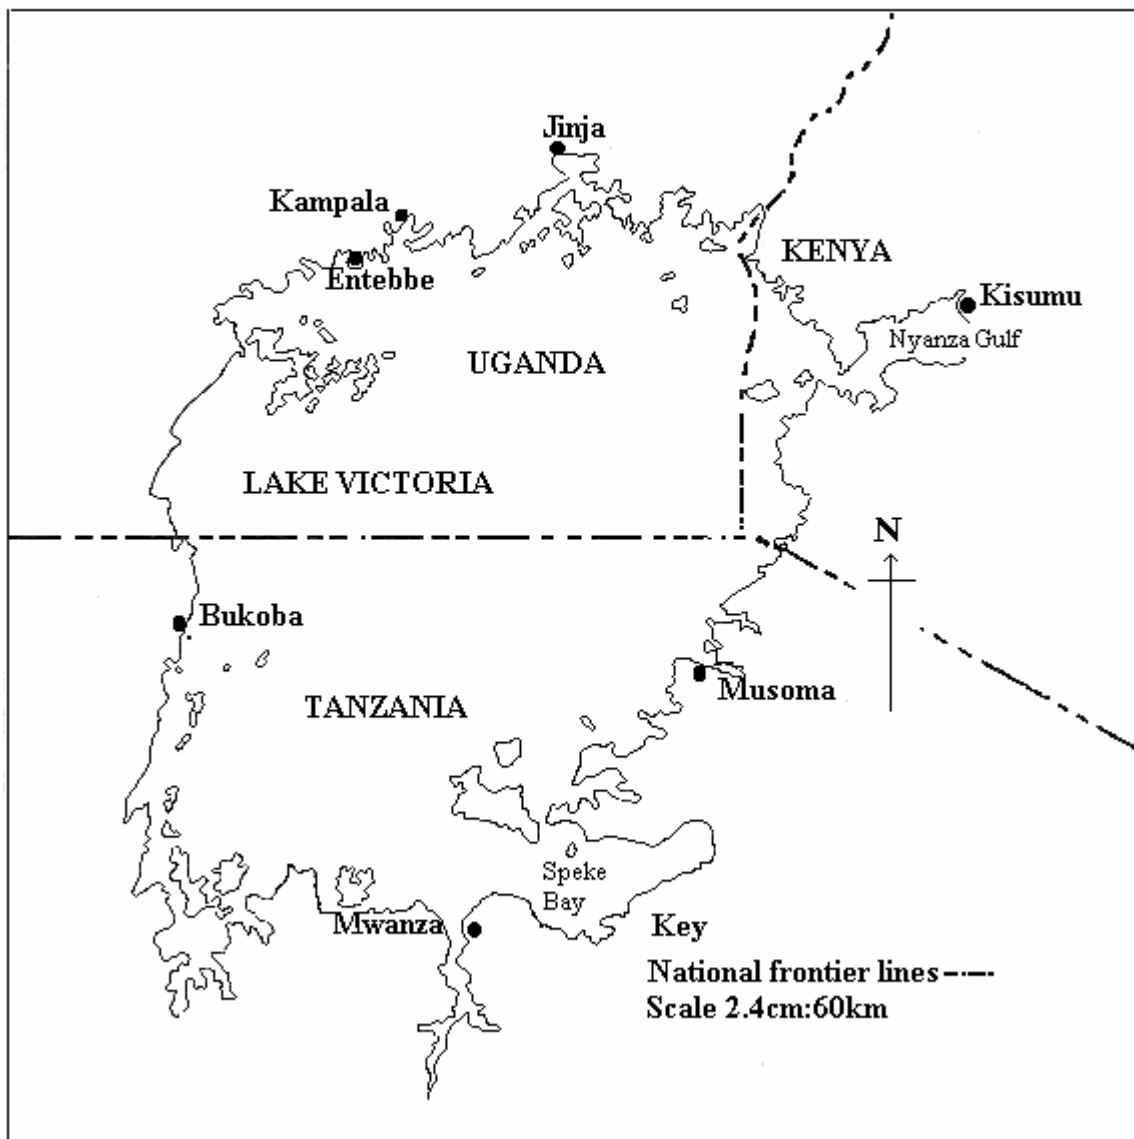 Jinja
Kampala
KENYA
Entebbe
Kisumu
Nyanza Gulf
UGANDA
LAKE VICTORIA
N
Bukoba
Musoma
TANZANIA
Speke
Bay
Mwanza
Key
National frontier lines
Scale 2.4cm:60km